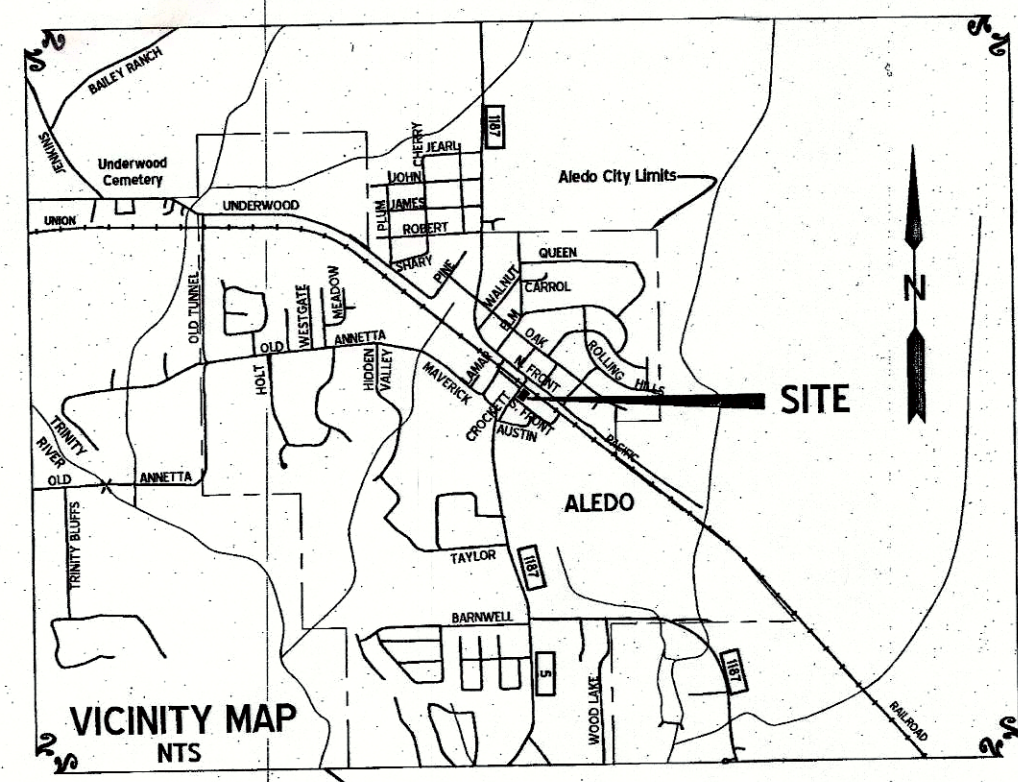 BAILEY RANCH
JENKINS
Underwood
Cemetery
UNION
UNDERWOOD
CHERRY
JEARL
JOHN
PLUM
JAMES
ROBERT
SHARY
PINE
1187
Aledo City Limits
QUEEN
CARROL
WALNUT
ELM
OAK
ROLLING
HILLS
N. FRONT
S. FRONT
N
OLD TUNNEL
WESTGATE
MEADOW
OLD
ANNETTA
HOLT
HIDDEN
VALLEY
MAVERICK
LAMAR
CROCKETT
AUSTIN
SITE
PACIFIC
TRINITY
RIVER
OLD
ANNETTA
TRINITY BLUFFS
ALEDO
TAYLOR
1187
BARNWELL
5
WOOD LAKE
1187
RAILROAD
VICINITY MAP
NTS